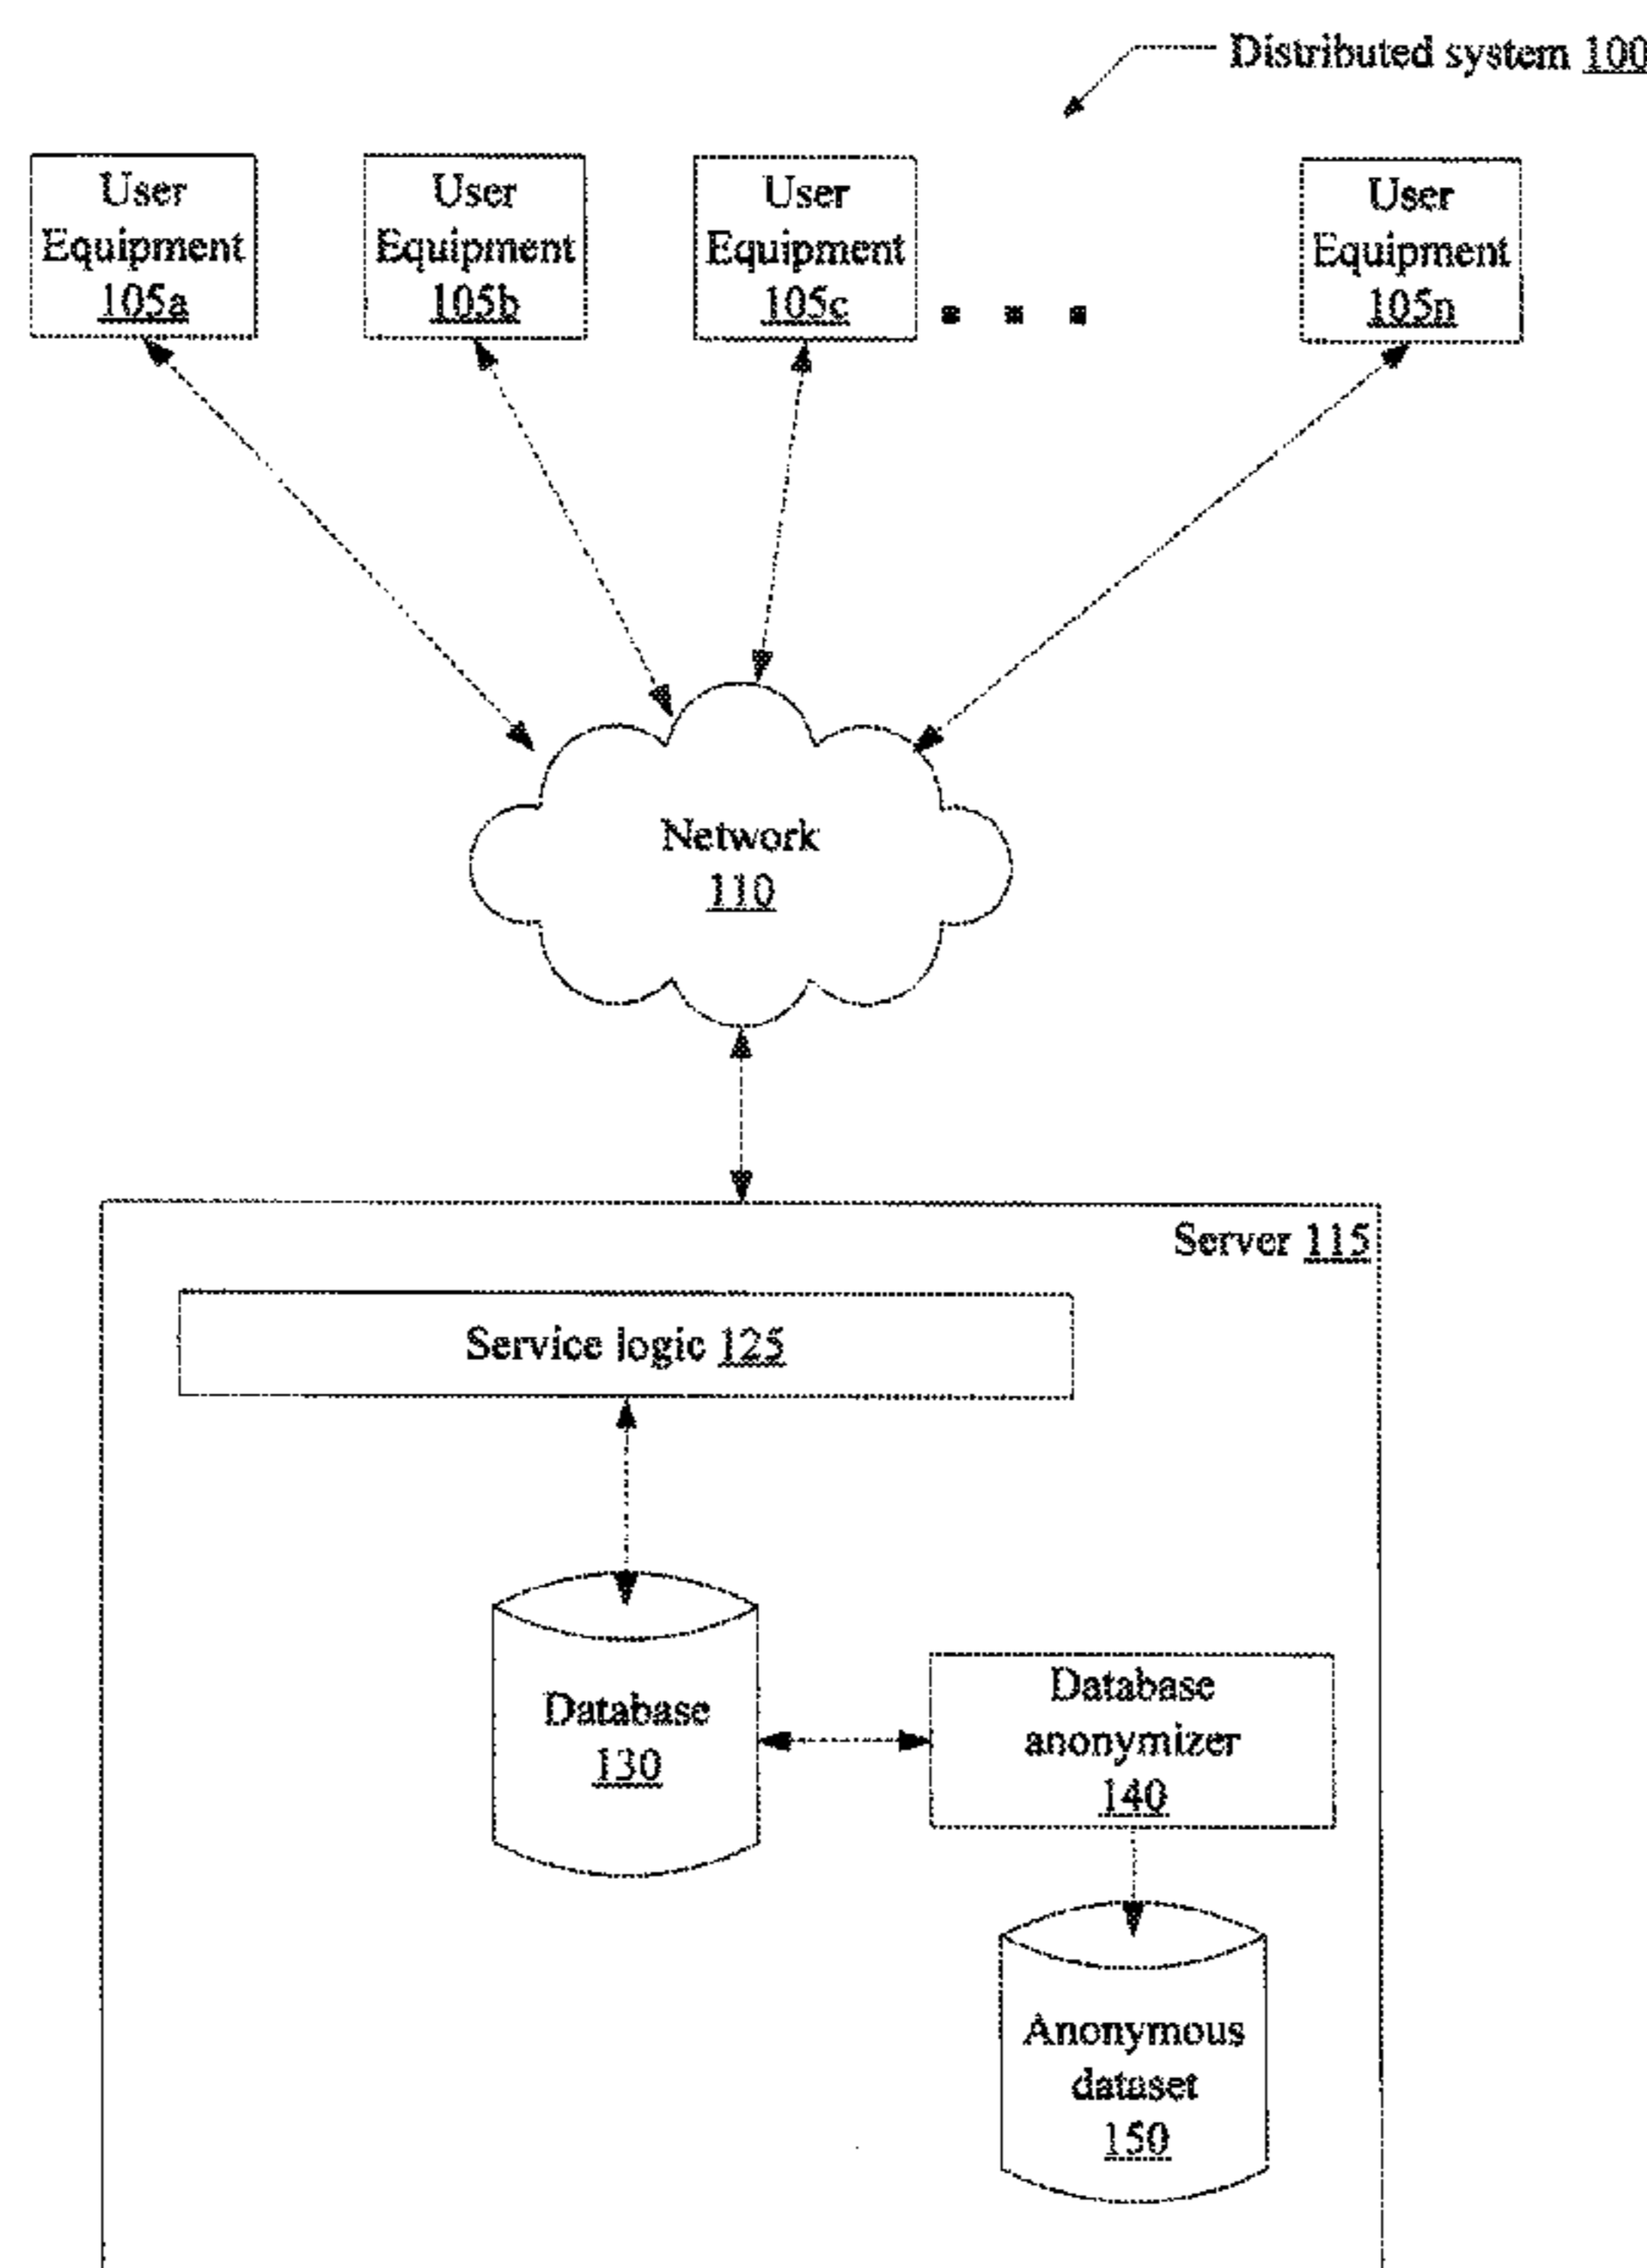 Distributed system 100
User
Equipment
105a
User
Equipment
105b
User
Equipment
105c
User
Equipment
105n
Network
110
Server 115
Service logic 125
Database
130
Database
anonymizer
140
Anonymous
dataset
150